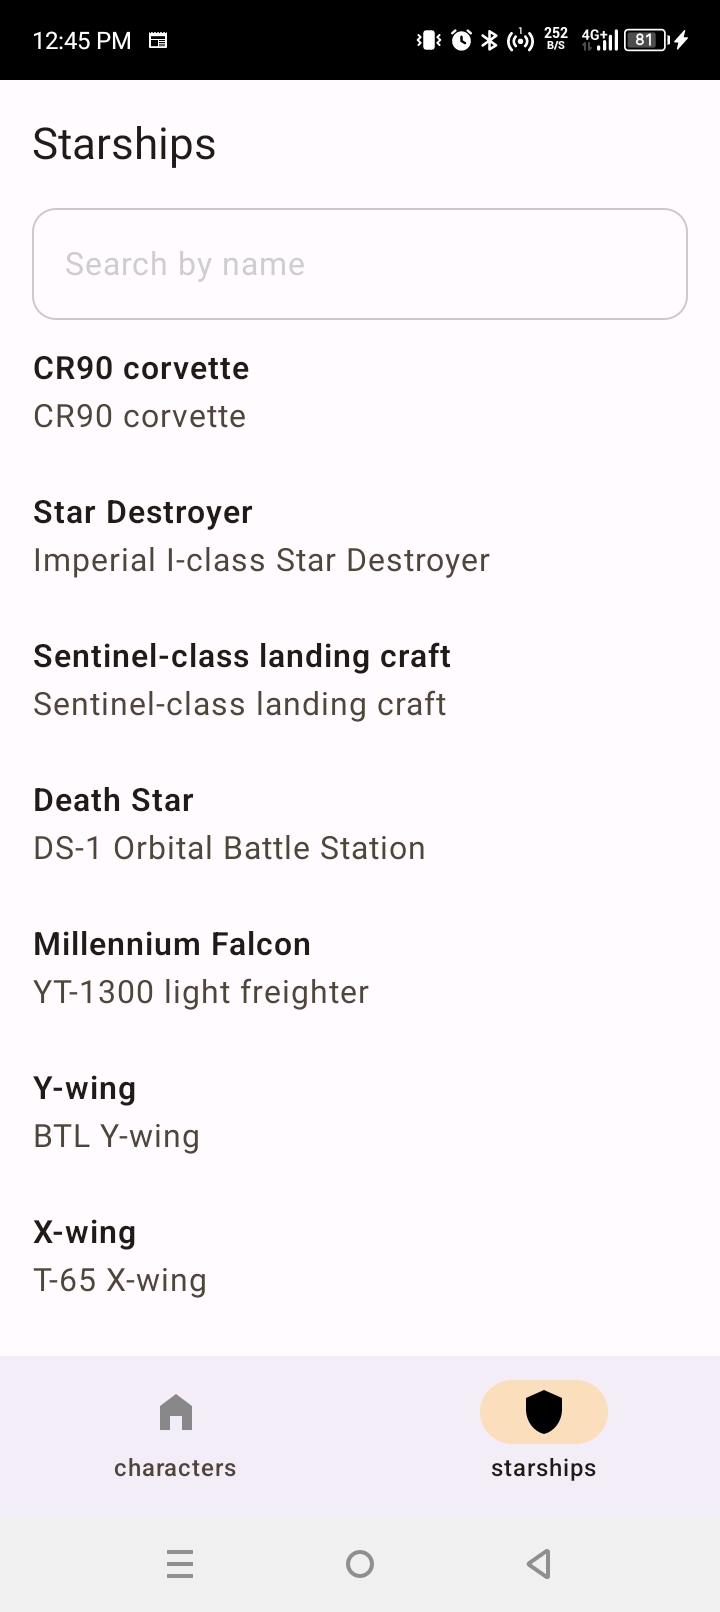 12:45 PM
252
B/S
4G+
81
Starships
Search by name
CR90 corvette
CR90 corvette
Star Destroyer
Imperial I-class Star Destroyer
Sentinel-class landing craft
Sentinel-class landing craft
Death Star
DS-1 Orbital Battle Station
Millennium Falcon
YT-1300 light freighter
Y-wing
BTL Y-wing
X-wing
T-65 X-wing
characters
starships